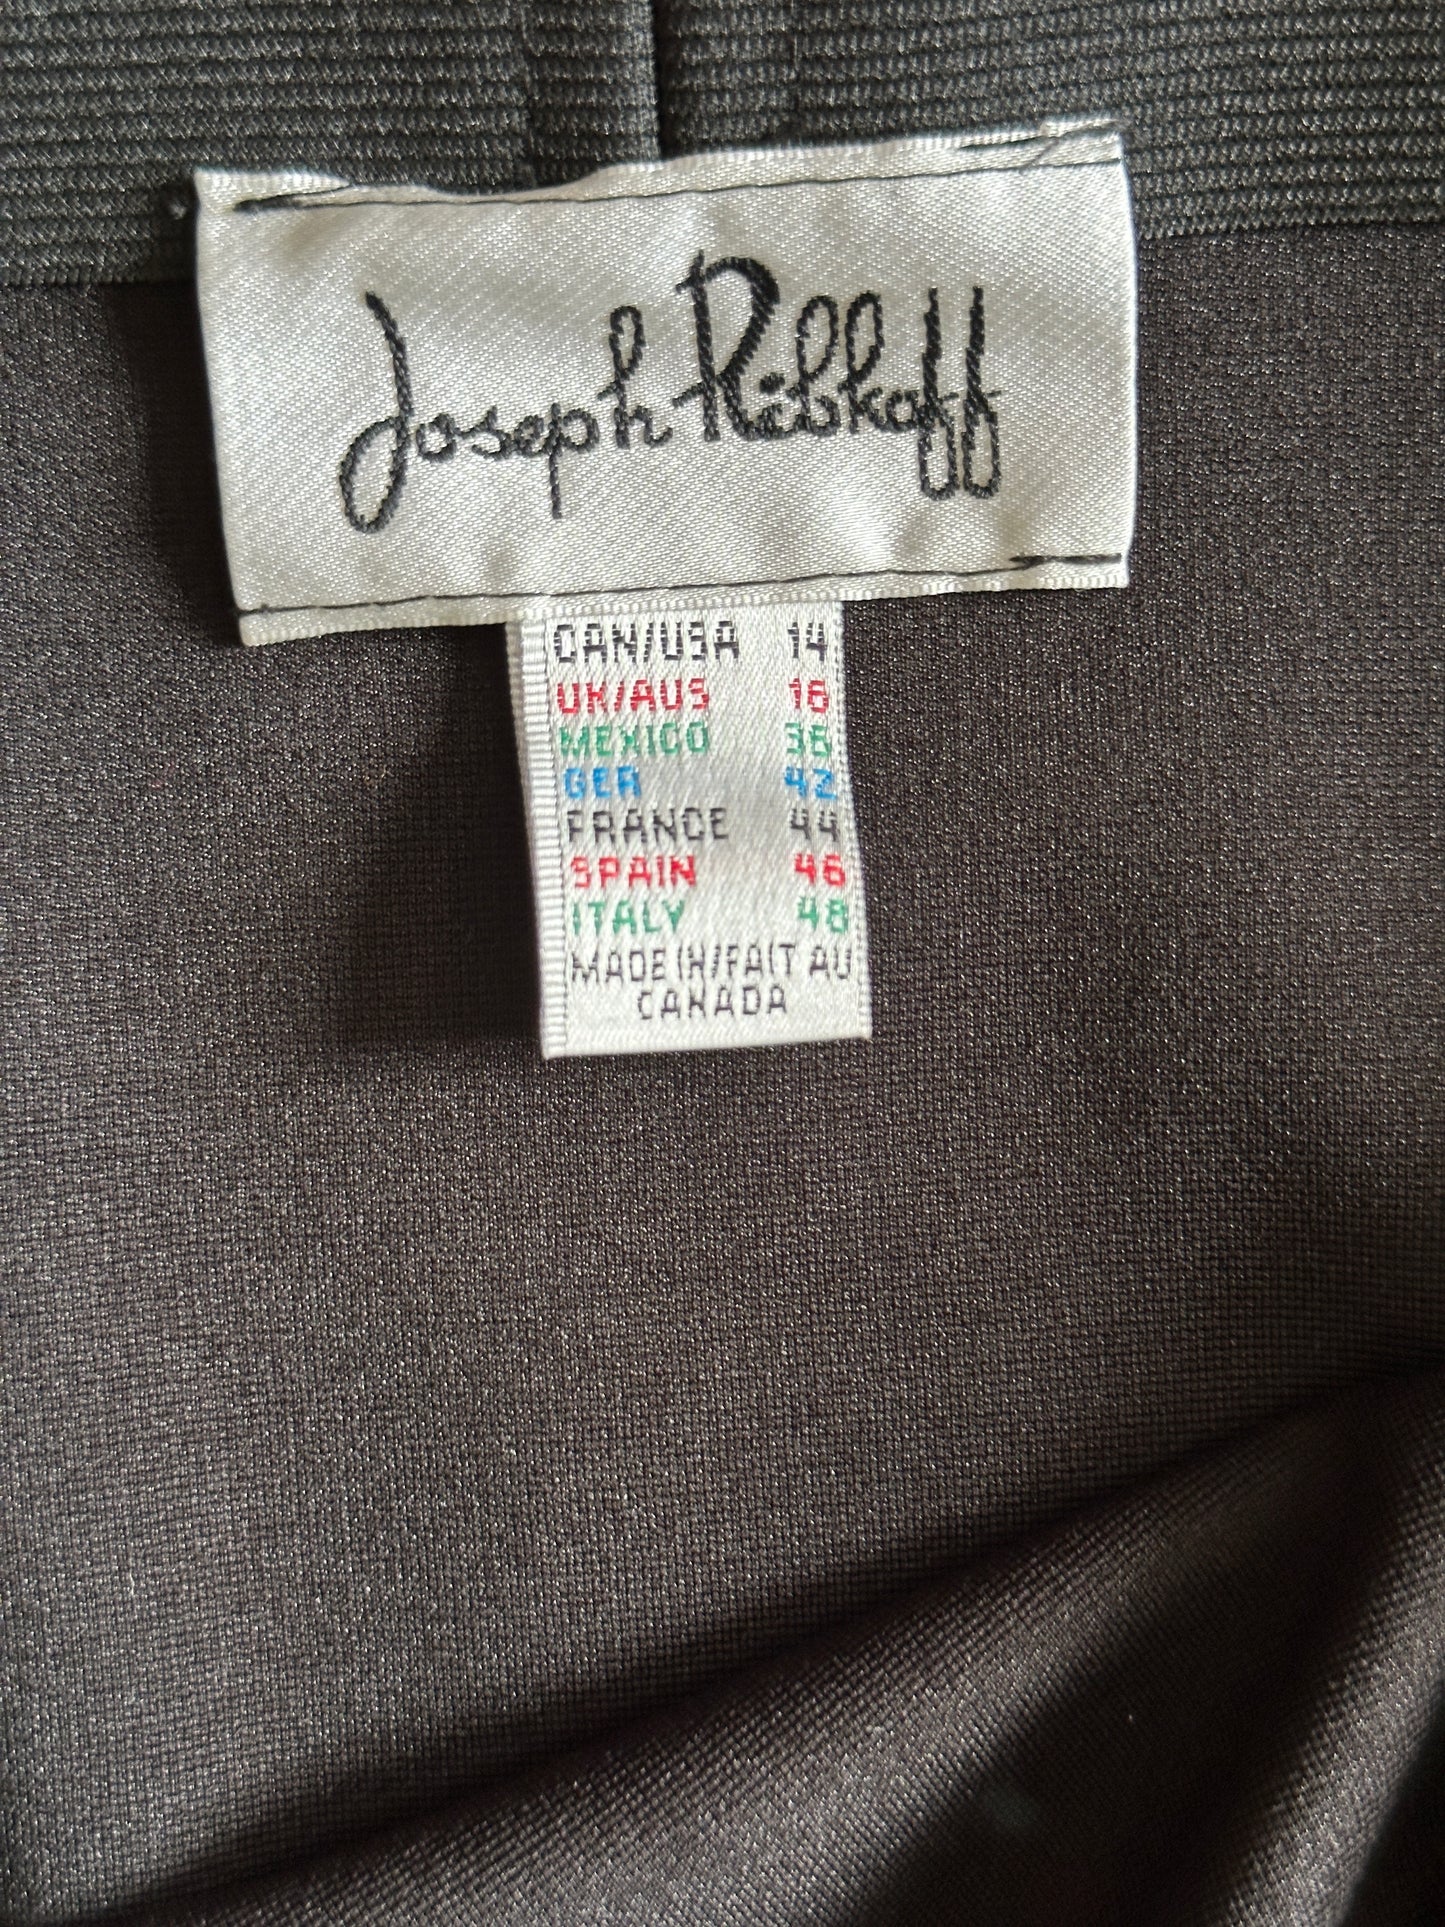 Joseph Ribkoff
CAN/USA 14
UK/AUS 16
MEXICO 36
GER 42
FRANCE 44
SPAIN 46
ITALY 48
MADE IN/FAIT AU
CANADA